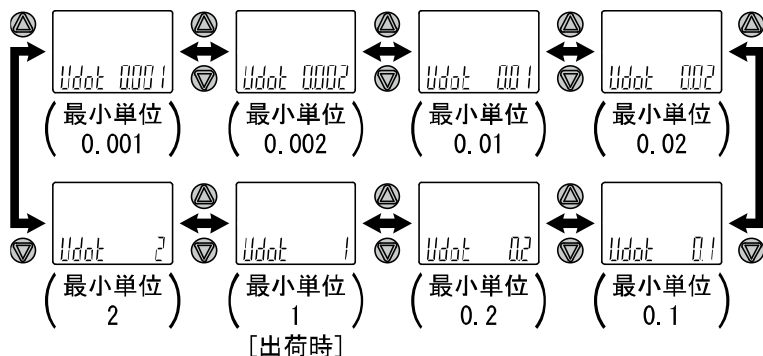 Udot 0.001
Udot 0.002
Udot 0.01
Udot 0.02
最小単位
0.001
最小単位
0.002
最小単位
0.01
最小単位
0.02
Udot 2
Udot 1
Udot 0.2
Udot 0.1
最小単位
2
最小単位
1
最小単位
0.2
最小単位
0.1
[出荷時]